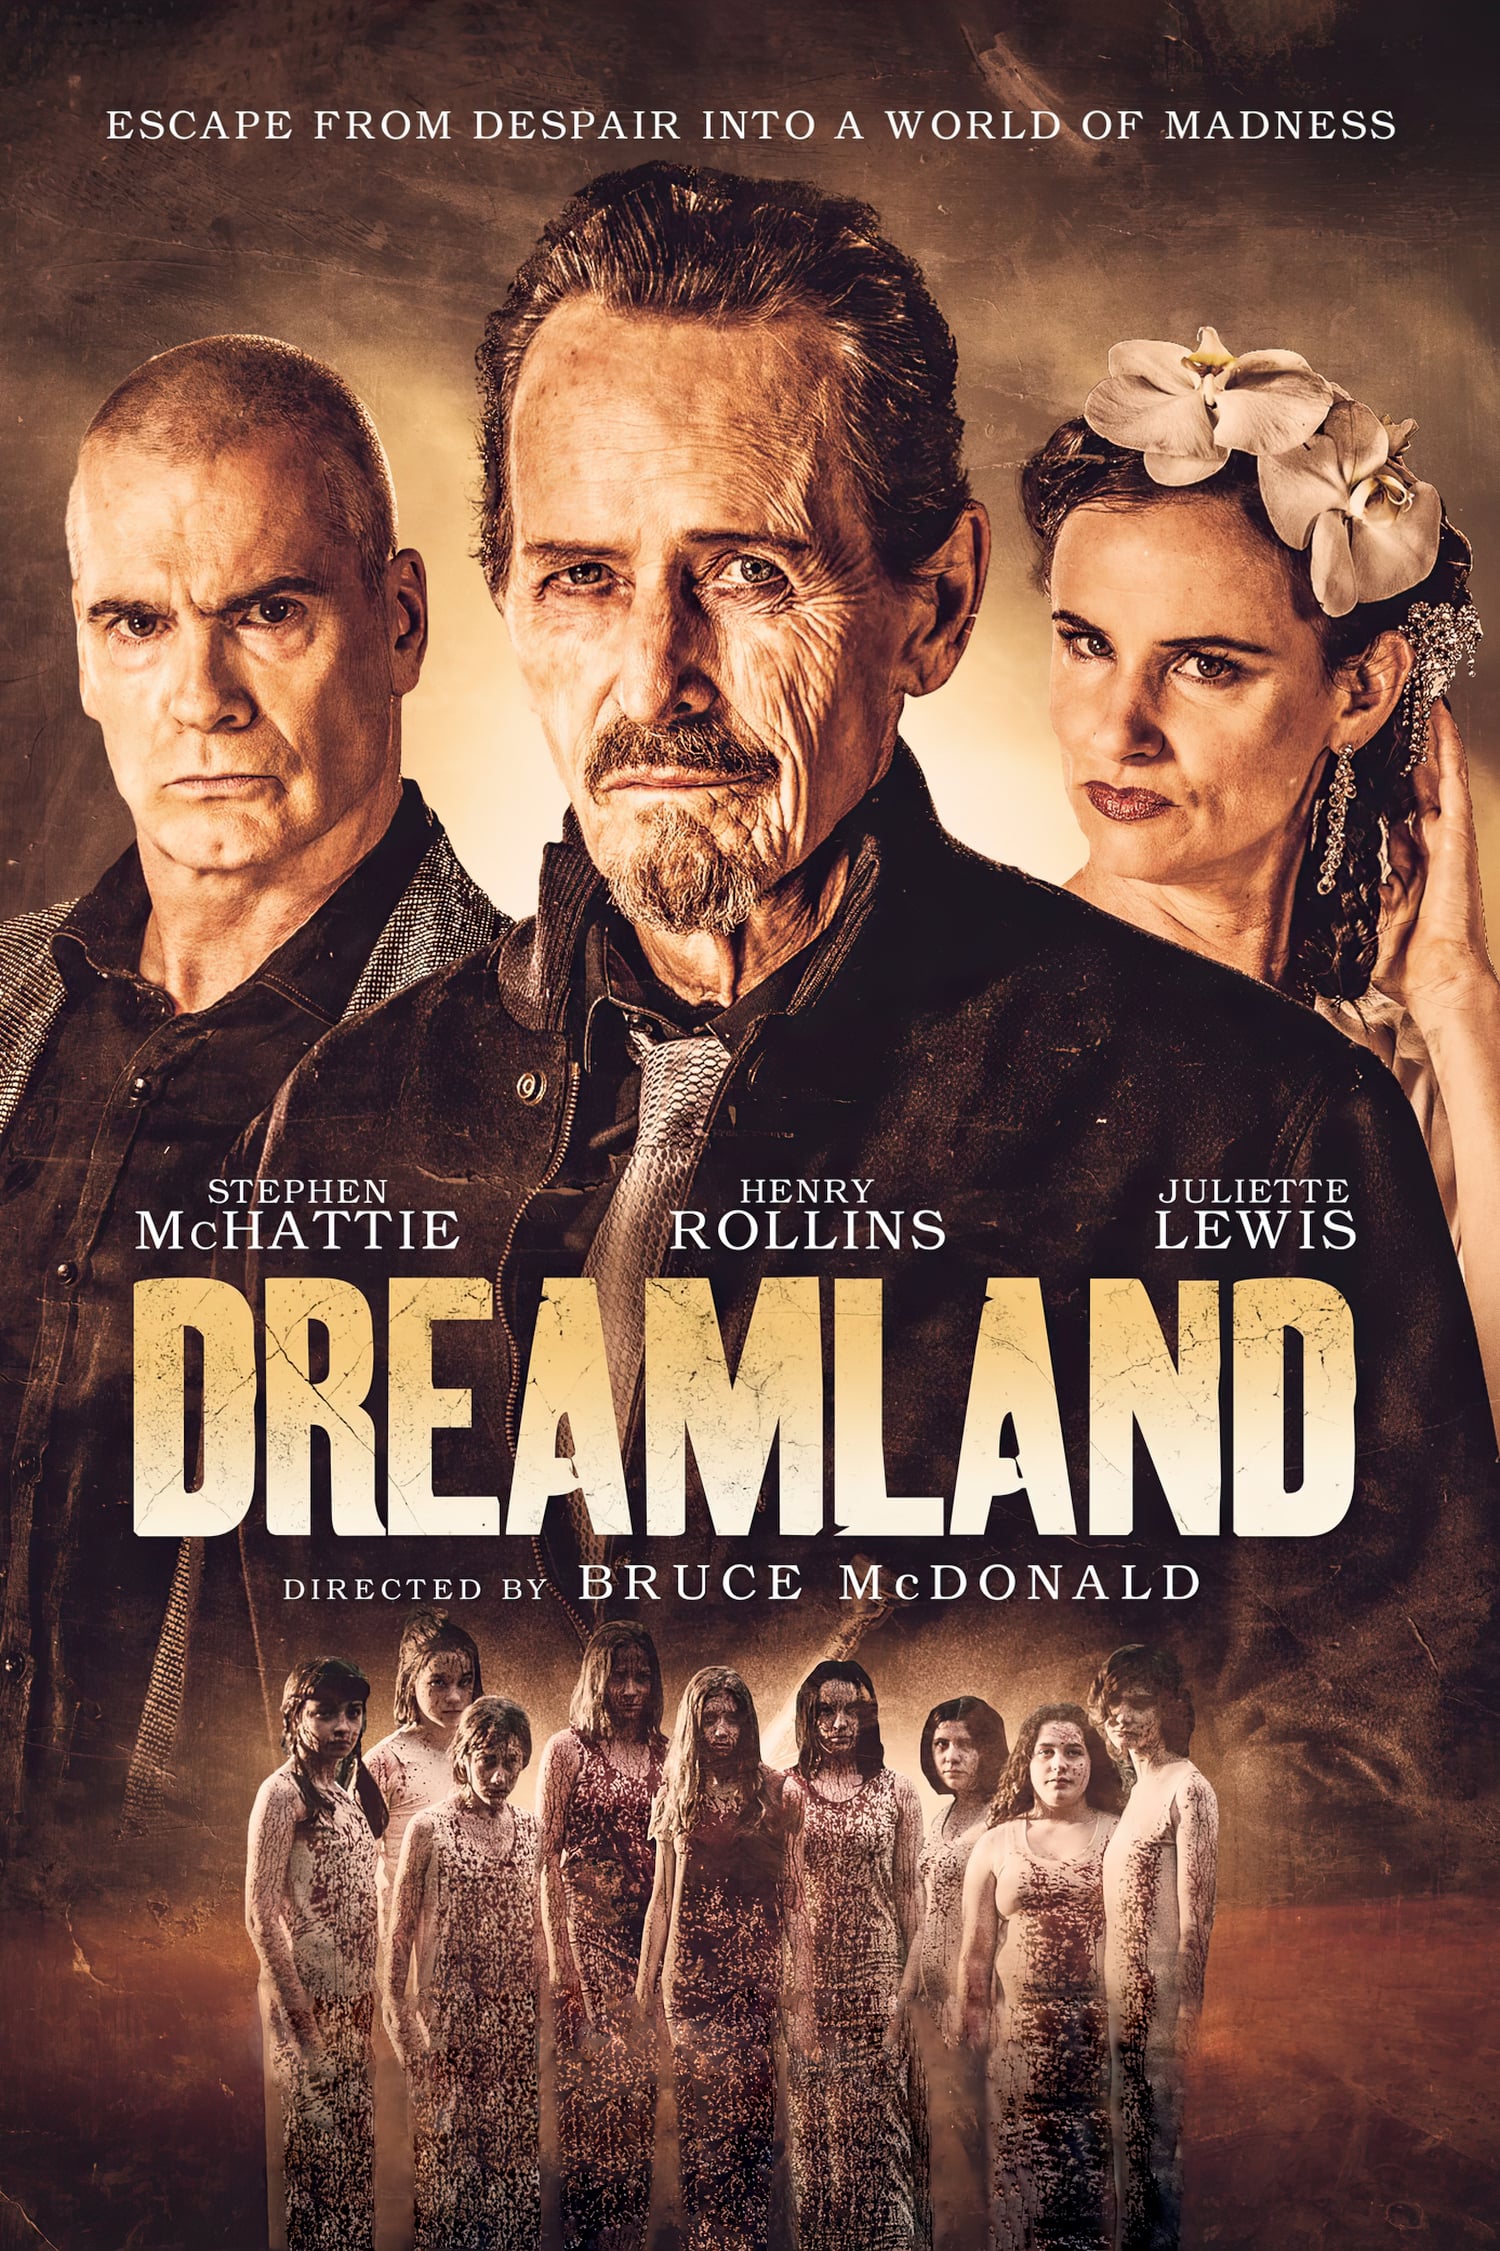 ESCAPE FROM DESPAIR INTO A WORLD OF MADNESS
STEPHEN McHATTIE
HENRY ROLLINS
JULIETTE LEWIS
DREAMLAND
DIRECTED BY BRUCE McDONALD